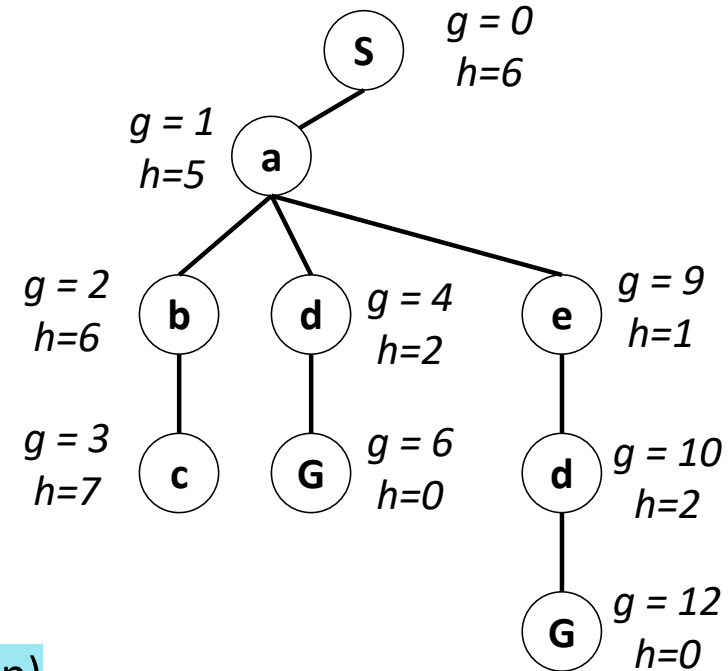 S
g = 0
h=6
g = 1
h=5
a
g = 2
h=6
b
d
g = 4
h=2
e
g = 9
h=1
g = 3
h=7
c
G
g = 6
h=0
d
g = 10
h=2
G
g = 12
h=0
n)